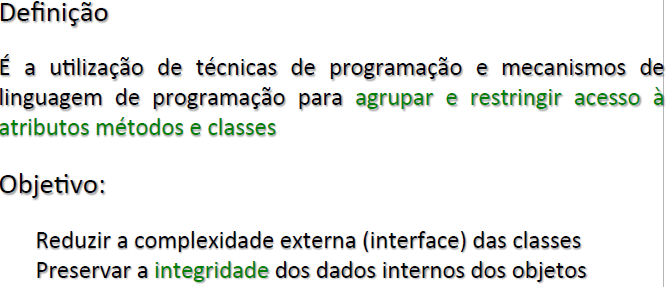 Definição
É a utilização de técnicas de programação e mecanismos de
linguagem de programação para agrupar e restringir acesso à
atributos métodos e classes
Objetivo:
Reduzir a complexidade externa (interface) das classes
Preservar a integridade dos dados internos dos objetos